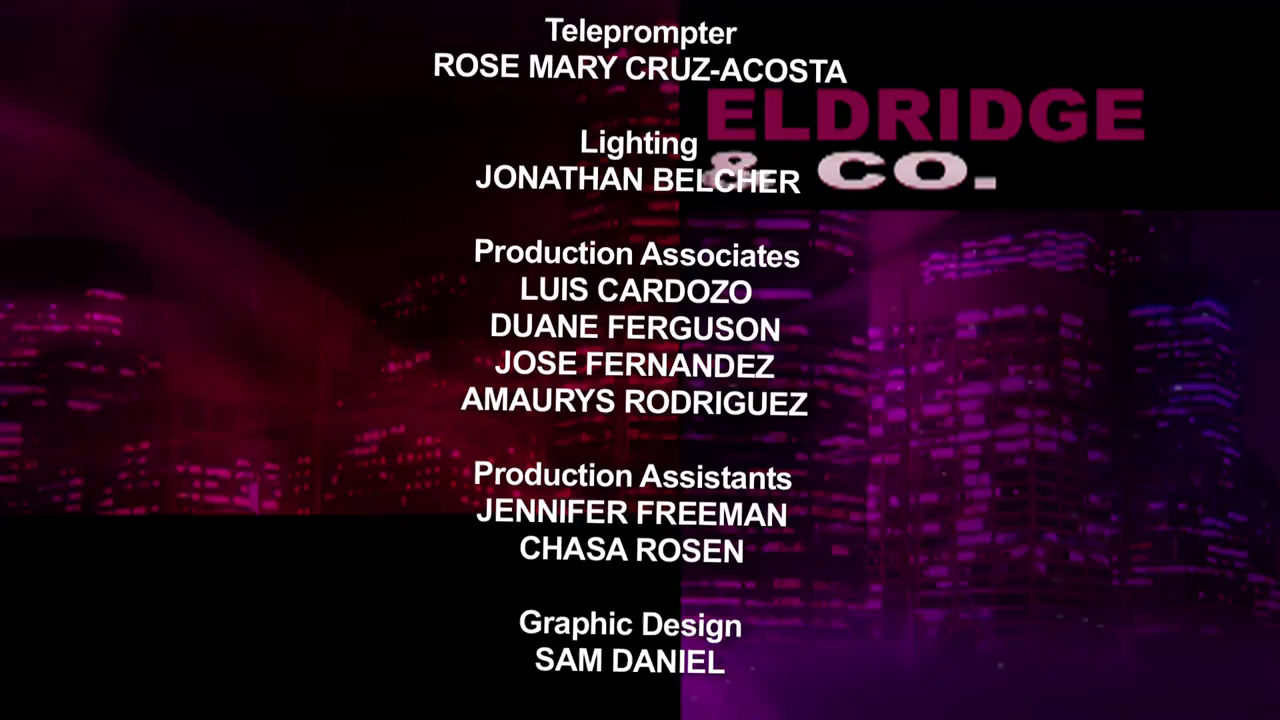 Teleprompter
ROSE MARY CRUZ-ACOSTA
ELDRIDGE
& CO.
Lighting
JONATHAN BELCHER
Production Associates
LUIS CARDOZO
DUANE FERGUSON
JOSE FERNANDEZ
AMAURYS RODRIGUEZ
Production Assistants
JENNIFER FREEMAN
CHASA ROSEN
Graphic Design
SAM DANIEL